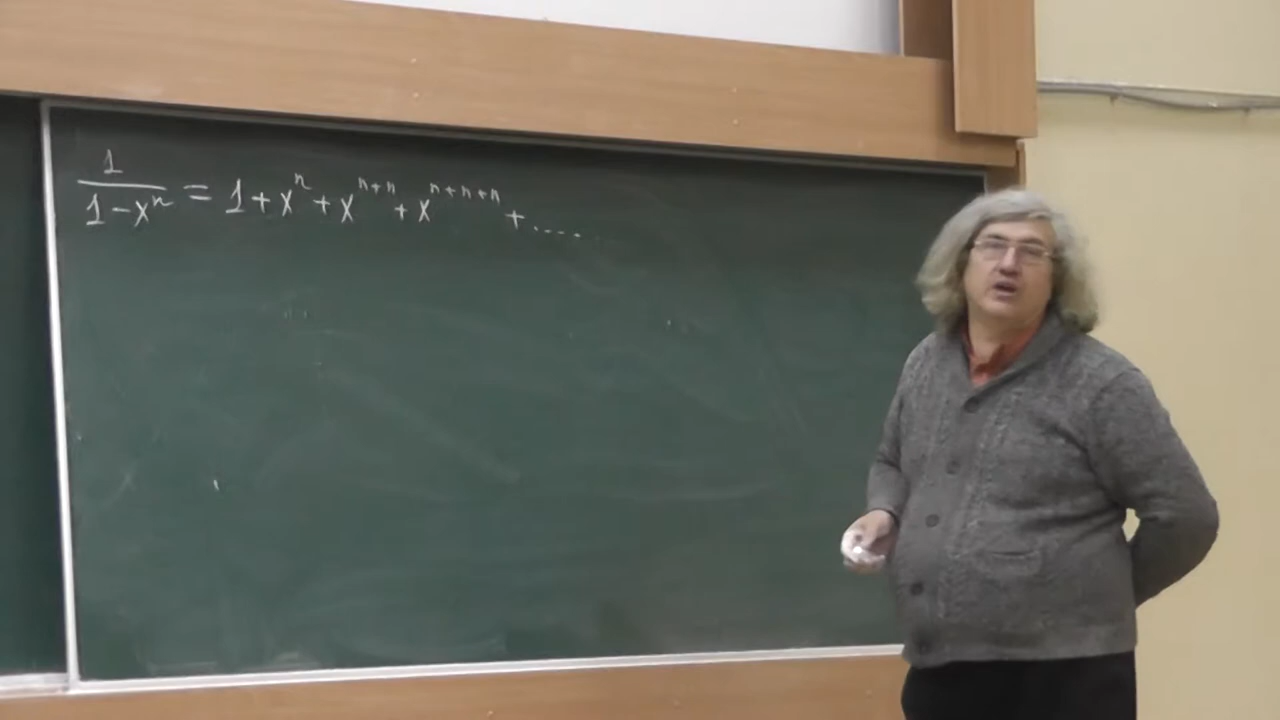 1/(1-x^n) = 1 + x^n + x^{n+n} + x^{n+n+n} + .....